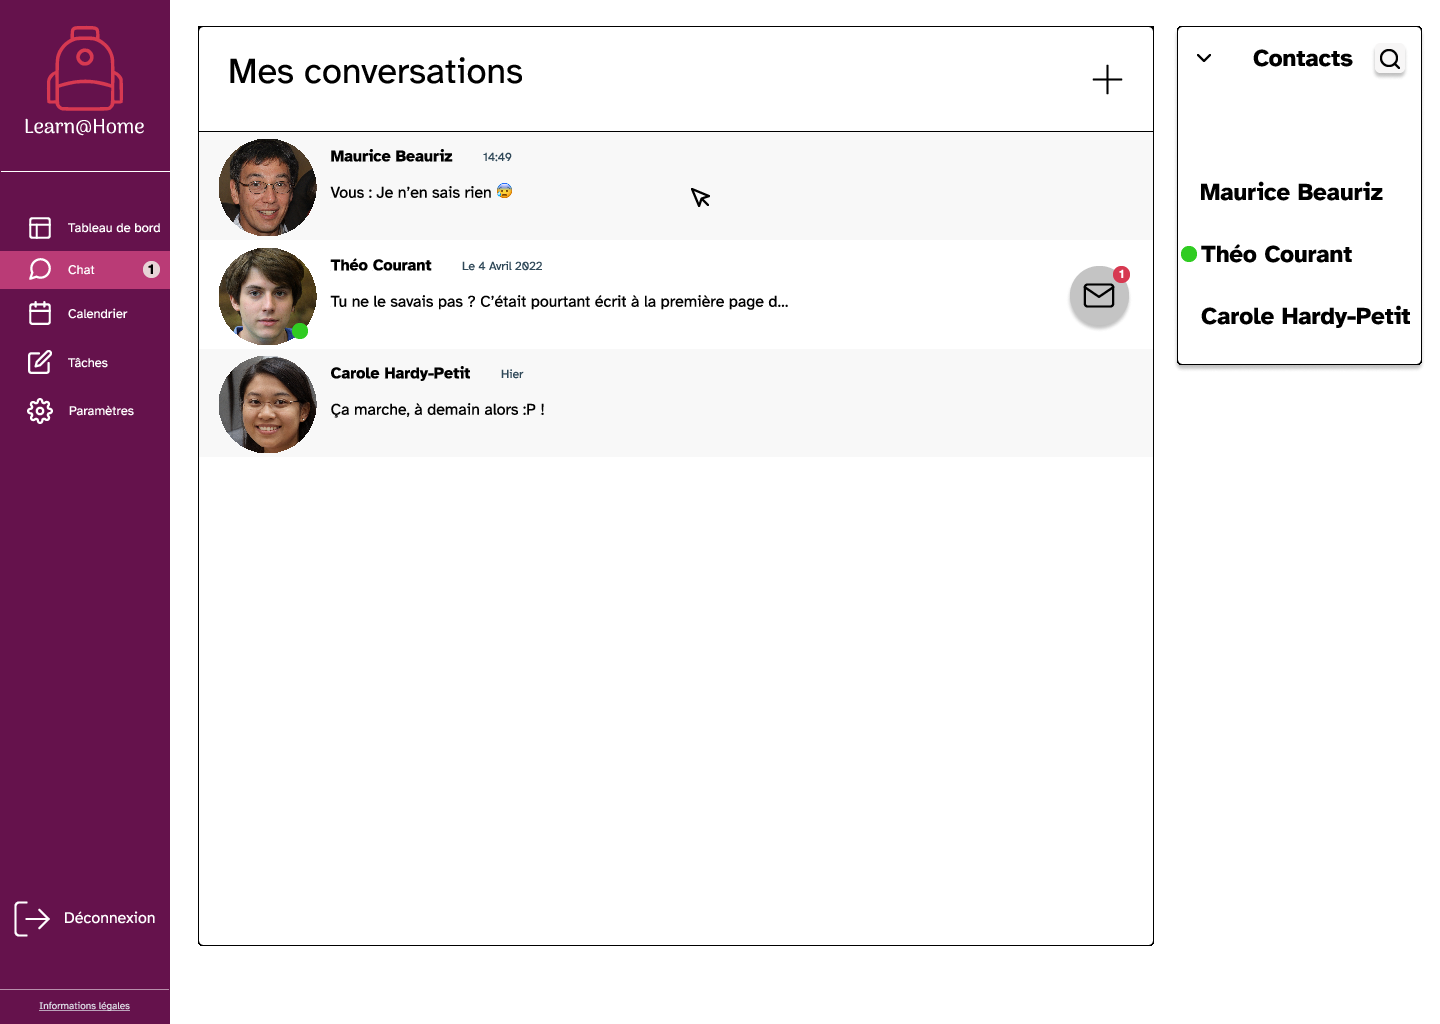 Learn@Home
Tableau de bord
Chat 1
Calendrier
Tâches
Paramètres
Déconnexion
Informations légales
Mes conversations
Maurice Beauriz 14:49
Vous : Je n’en sais rien 😰
Théo Courant Le 4 Avril 2022
Tu ne le savais pas ? C’était pourtant écrit à la première page d...
1
Carole Hardy-Petit Hier
Ça marche, à demain alors :P !
Contacts
Maurice Beauriz
Théo Courant
Carole Hardy-Petit